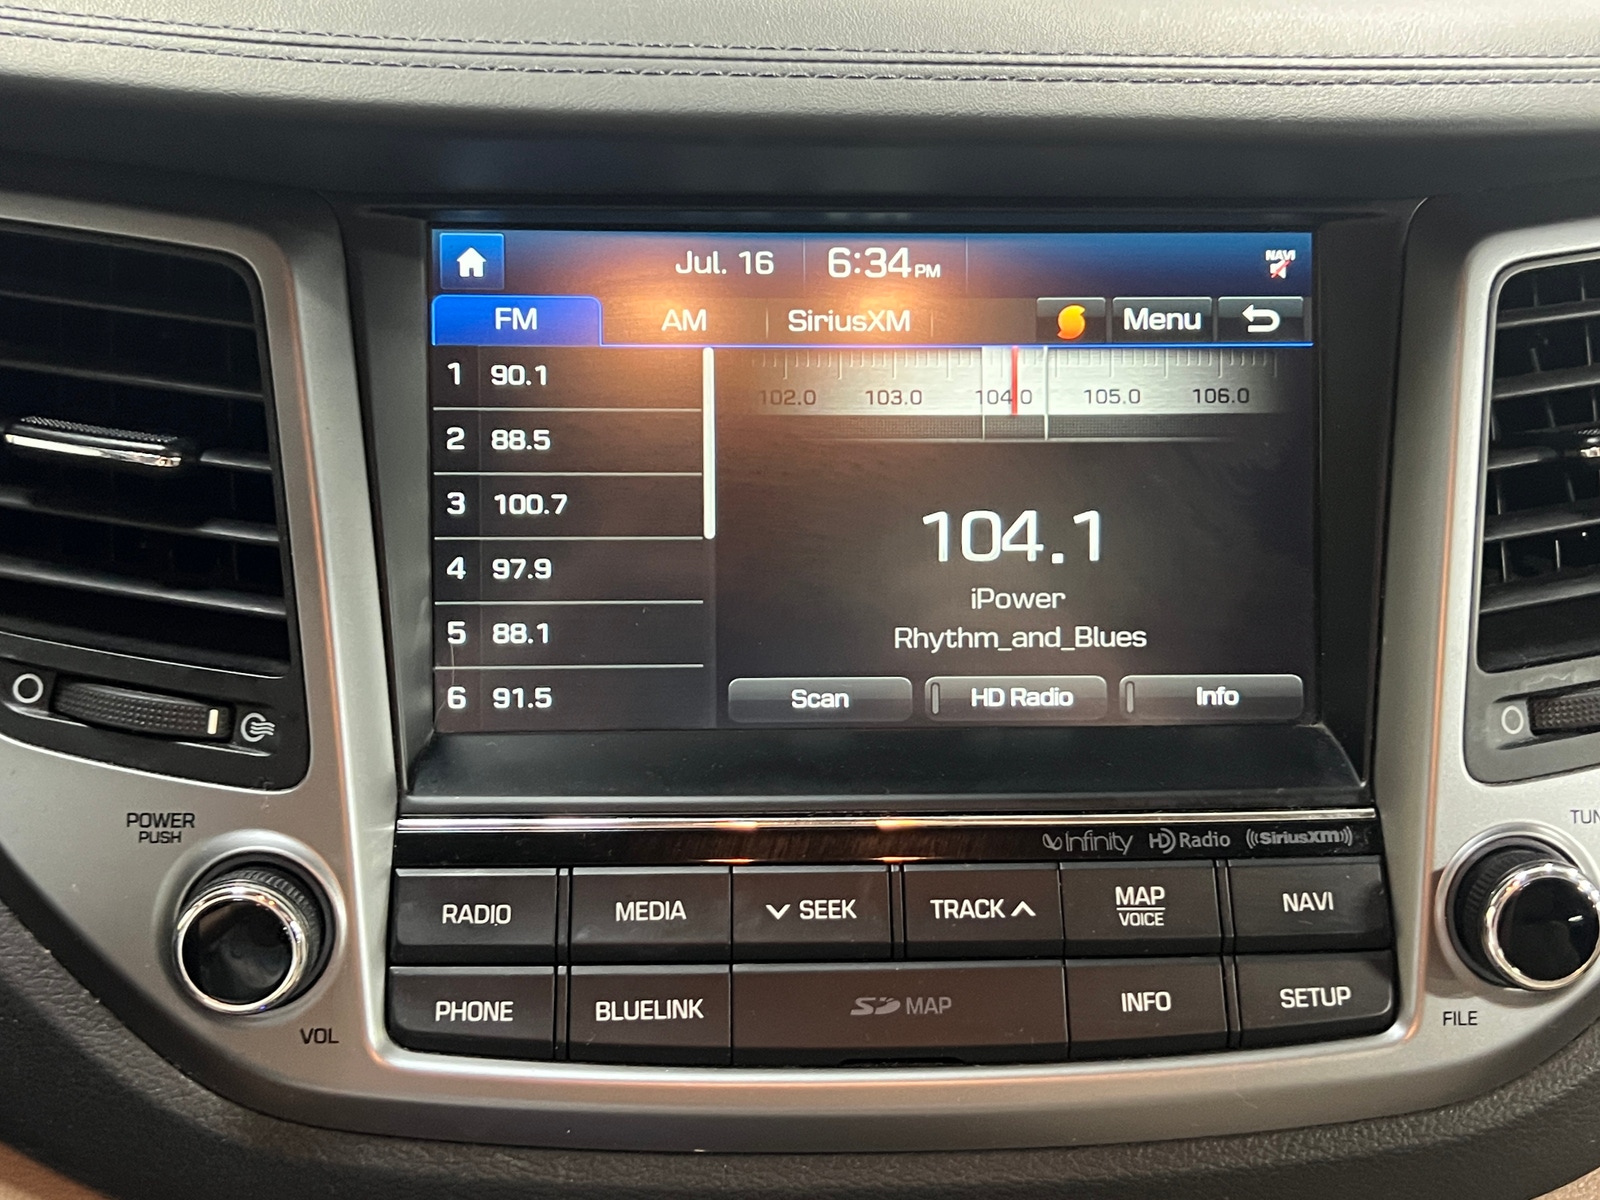 Jul. 16 6:34 PM NAVI
FM AM SiriusXM Menu
1 90.1
2 88.5
3 100.7
4 97.9
5 88.1
6 91.5
102.0 103.0 104.0 105.0 106.0
104.1
iPower
Rhythm_and_Blues
Scan HD Radio Info
POWER
PUSH
VOL
Infinity HD Radio ((SiriusXM))
RADIO MEDIA SEEK TRACK MAP
VOICE
NAVI
PHONE BLUELINK SD MAP INFO SETUP
FILE